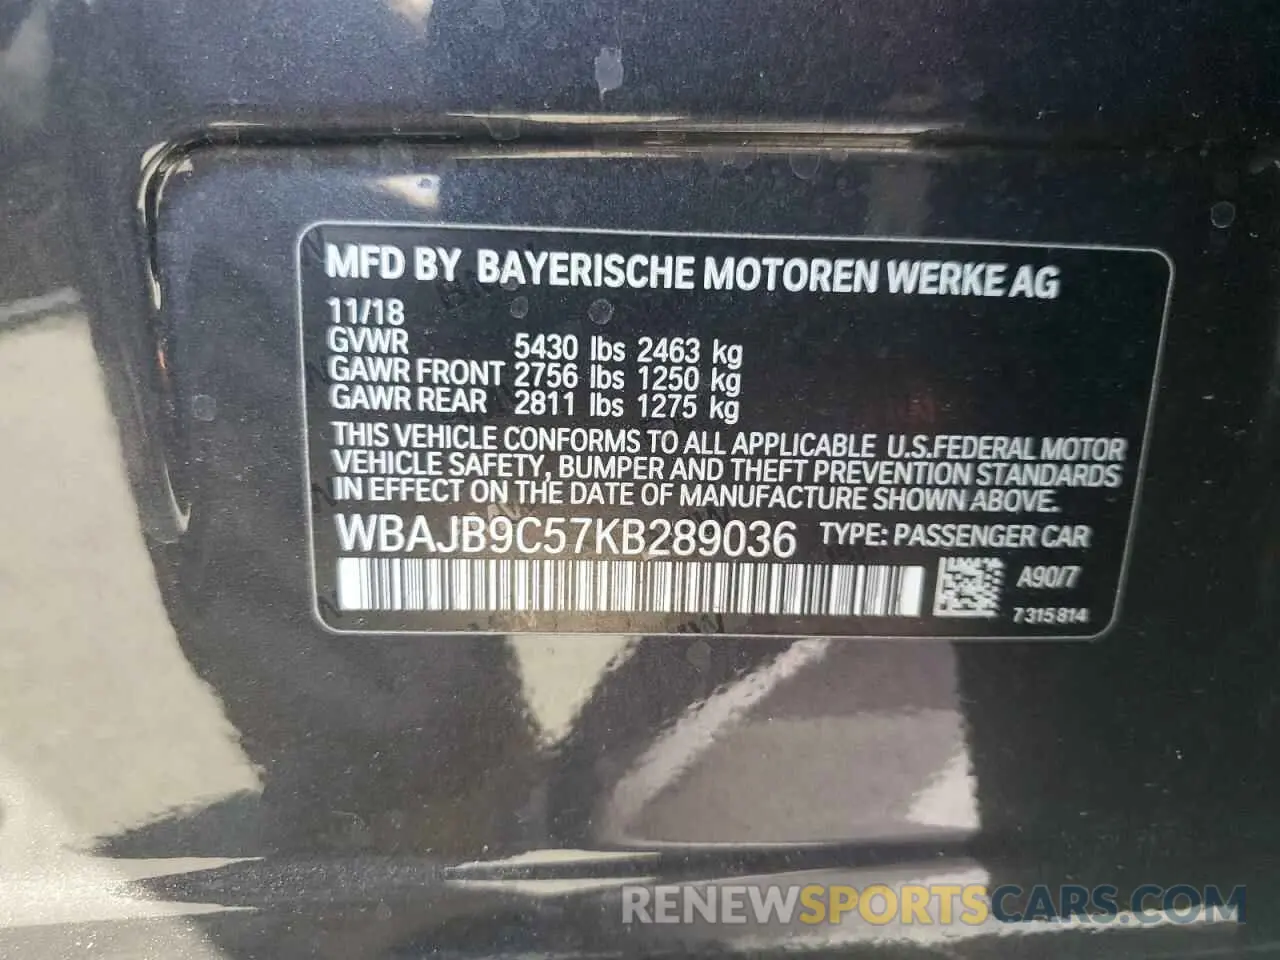 MFD BY BAYERISCHE MOTOREN WERKE AG
11/18
GVWR 5430 lbs 2463 kg
GAWR FRONT 2756 lbs 1250 kg
GAWR REAR 2811 lbs 1275 kg
THIS VEHICLE CONFORMS TO ALL APPLICABLE U.S.FEDERAL MOTOR
VEHICLE SAFETY, BUMPER AND THEFT PREVENTION STANDARDS
IN EFFECT ON THE DATE OF MANUFACTURE SHOWN ABOVE.
WBAJB9C57KB289036 TYPE: PASSENGER CAR
A90/7
7315814
RENEWSPORTSCARS.COM